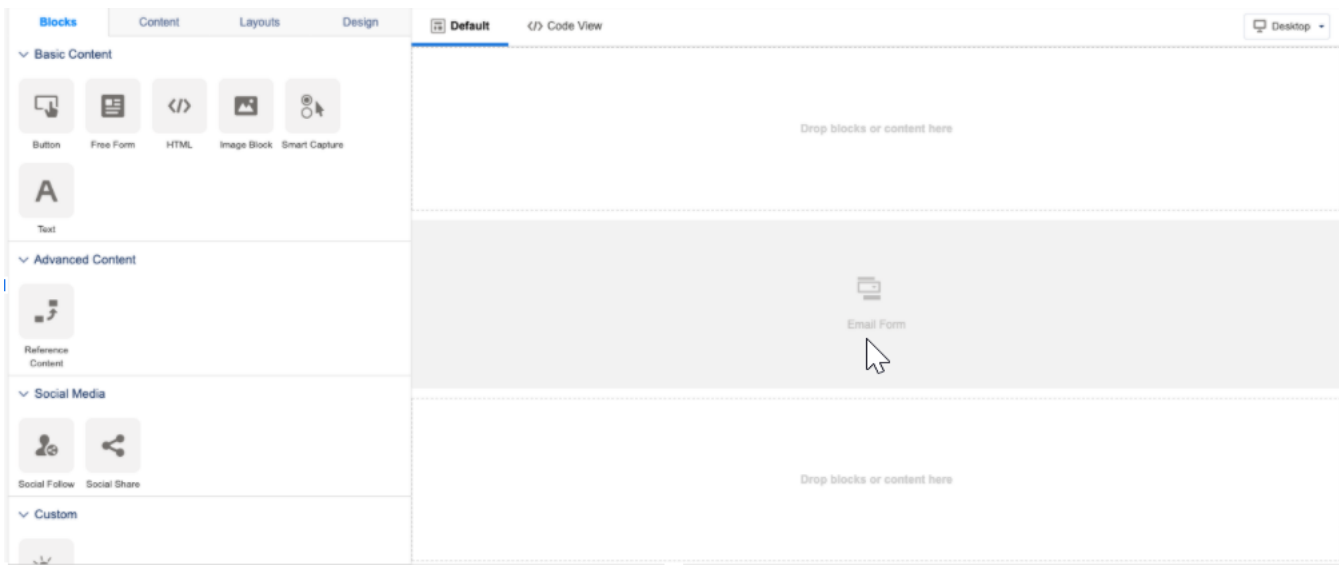 Blocks Content Layouts Design
Default </> Code View Desktop
Basic Content
Button Free Form HTML Image Block Smart Capture
Text
Advanced Content
Reference
Content
Social Media
Social Follow Social Share
Custom
Drop blocks or content here
Email Form
Drop blocks or content here